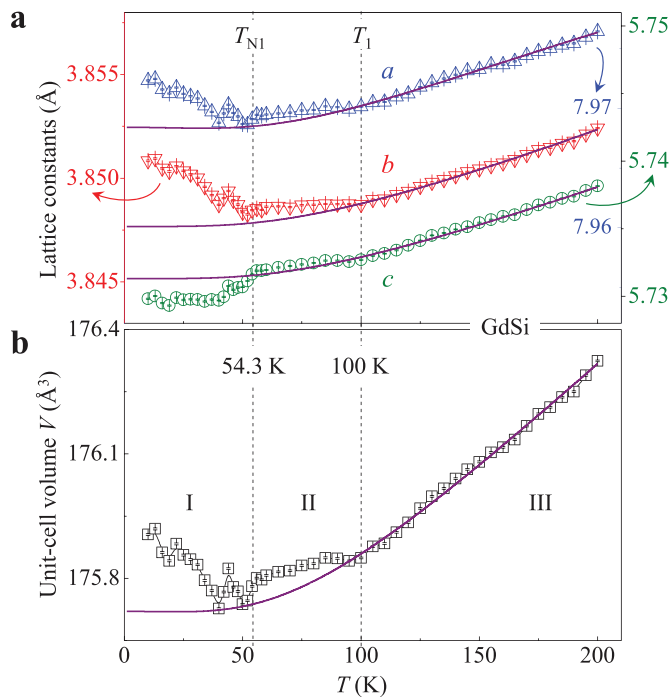 a
T_N1
T_1
5.75
3.855
a
7.97
Lattice constants (Å)
5.74
3.850
b
7.96
3.845
c
5.73
176.4
GdSi
b
54.3 K
100 K
Unit-cell volume V (Å³)
176.1
I
II
III
175.8
0
50
100
150
200
T (K)